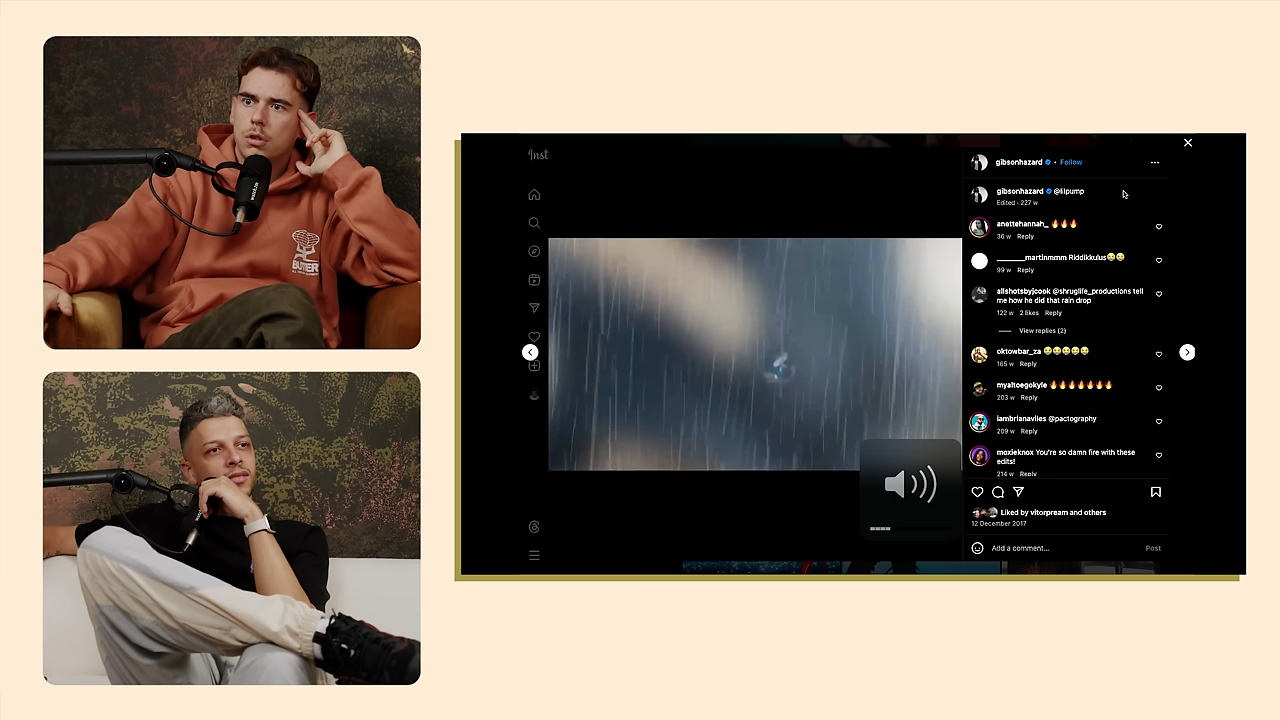 BUTTER
Inst
gibsonhazard • Follow
gibsonhazard @lilpump
Edited · 227 w
anettehannah_ 🔥🔥🔥
36 w Reply
_______martinmmm Riddikkulus😂😂
99 w Reply
allshotsbyjcook @shruglife_productions tell
me how he did that rain drop
122 w 2 likes Reply
View replies (2)
oktowbar_za 😂😂😂😂😂
165 w Reply
myaltoegokyle 🔥🔥🔥🔥🔥🔥🔥
203 w Reply
iambrianaviles @pactography
209 w Reply
moxieknox You're so damn fire with these
edits!
214 w Reply
Liked by vitorpream and others
12 December 2017
Add a comment...
Post